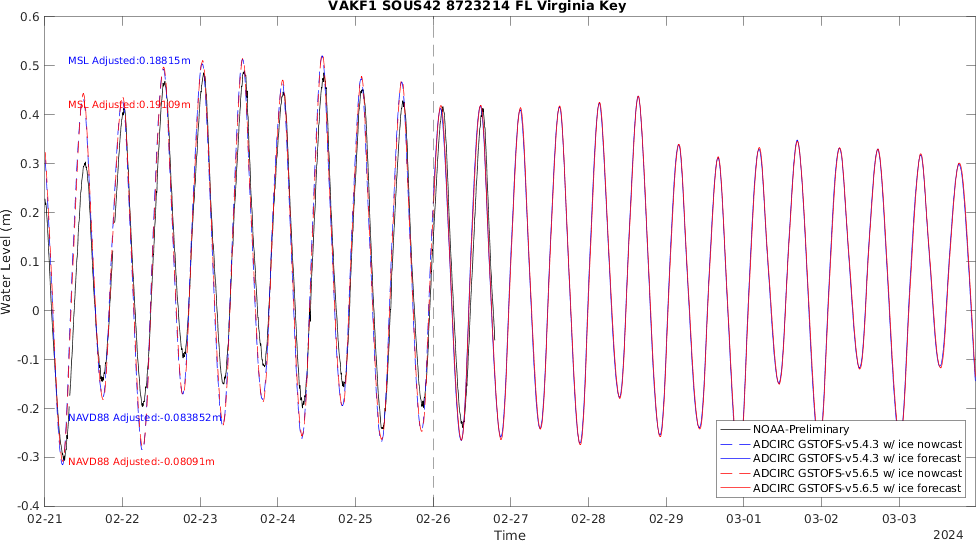 VAKF1 SOUS42 8723214 FL Virginia Key
0.6
0.5
0.4
0.3
0.2
0.1
0
-0.1
-0.2
-0.3
-0.4
Water Level (m)
MSL Adjusted:0.18815m
MSL Adjusted:0.19109m
NAVD88 Adjusted:-0.083852m
NAVD88 Adjusted:-0.08091m
NOAA-Preliminary
ADCIRC GSTOFS-v5.4.3 w/ ice nowcast
ADCIRC GSTOFS-v5.4.3 w/ ice forecast
ADCIRC GSTOFS-v5.6.5 w/ ice nowcast
ADCIRC GSTOFS-v5.6.5 w/ ice forecast
02-21 02-22 02-23 02-24 02-25 02-26 02-27 02-28 02-29 03-01 03-02 03-03
Time
2024